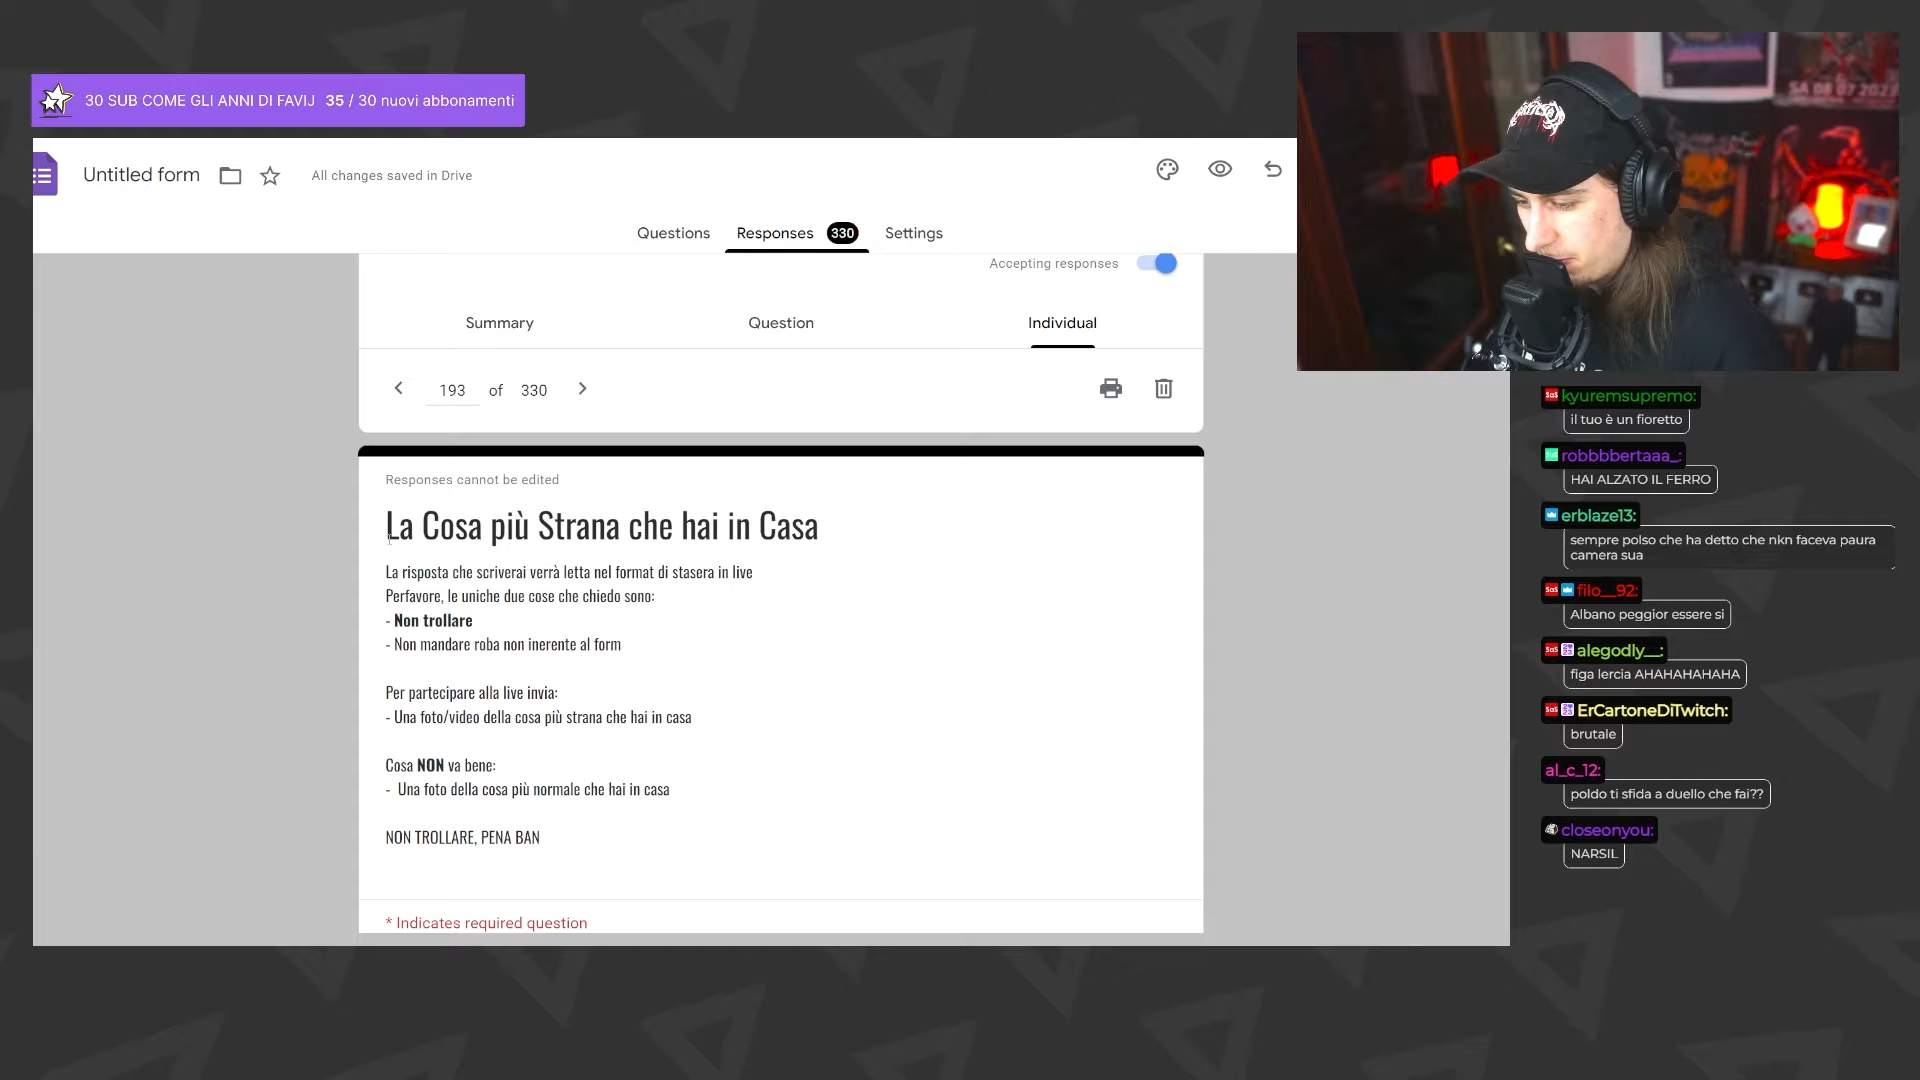 30 SUB COME GLI ANNI DI FAVIJ 35 / 30 nuovi abbonamenti
Untitled form
All changes saved in Drive
Questions
Responses 330
Settings
Accepting responses
Summary
Question
Individual
193 of 330
Responses cannot be edited
La Cosa più Strana che hai in Casa
La risposta che scriverai verrà letta nel format di stasera in live
Perfavore, le uniche due cose che chiedo sono:
- Non trollare
- Non mandare roba non inerente al form
Per partecipare alla live invia:
- Una foto/video della cosa più strana che hai in casa
Cosa NON va bene:
- Una foto della cosa più normale che hai in casa
NON TROLLARE, PENA BAN
* Indicates required question
kyuremsupremo:
il tuo è un fioretto
robbbbertaaa_:
HAI ALZATO IL FERRO
erblaze13:
sempre polso che ha detto che nkn faceva paura
camera sua
filo__92:
Albano peggior essere si
alegodly__:
figa lercia AHAHAHAHAHA
ErCartoneDiTwitch:
brutale
al_c_12:
poldo ti sfida a duello che fai??
closeonyou:
NARSIL